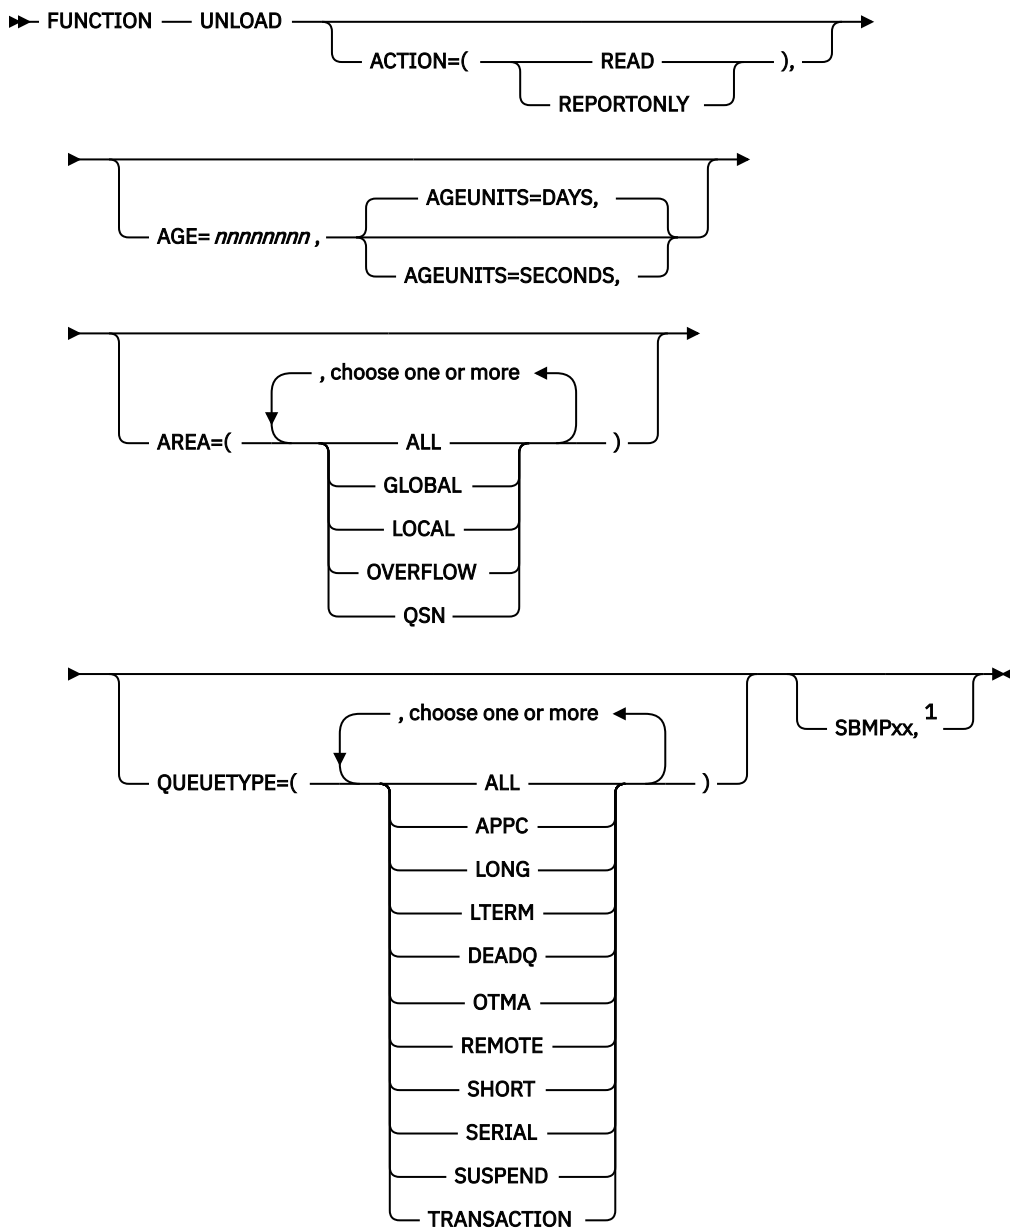 FUNCTION UNLOAD
ACTION=( READ ),
REPORTONLY
AGEUNITS=DAYS,
AGE= nnnnnnnn ,
AGEUNITS=SECONDS,
, choose one or more
AREA=( ALL )
GLOBAL
LOCAL
OVERFLOW
QSN
, choose one or more
SBMPxx, 1
QUEUETYPE=( ALL )
APPC
LONG
LTERM
DEADQ
OTMA
REMOTE
SHORT
SERIAL
SUSPEND
TRANSACTION